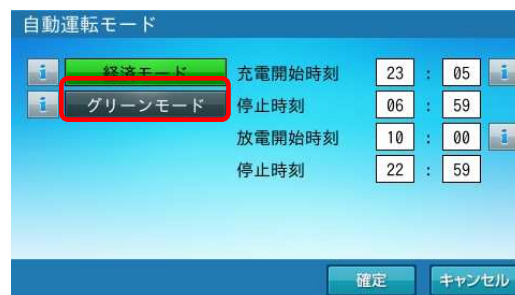 自動運転モード
i 経済モード 充電開始時刻 23 : 05 i
i グリーンモード 停止時刻 06 : 59
放電開始時刻 10 : 00 i
停止時刻 22 : 59
確定 キャンセル